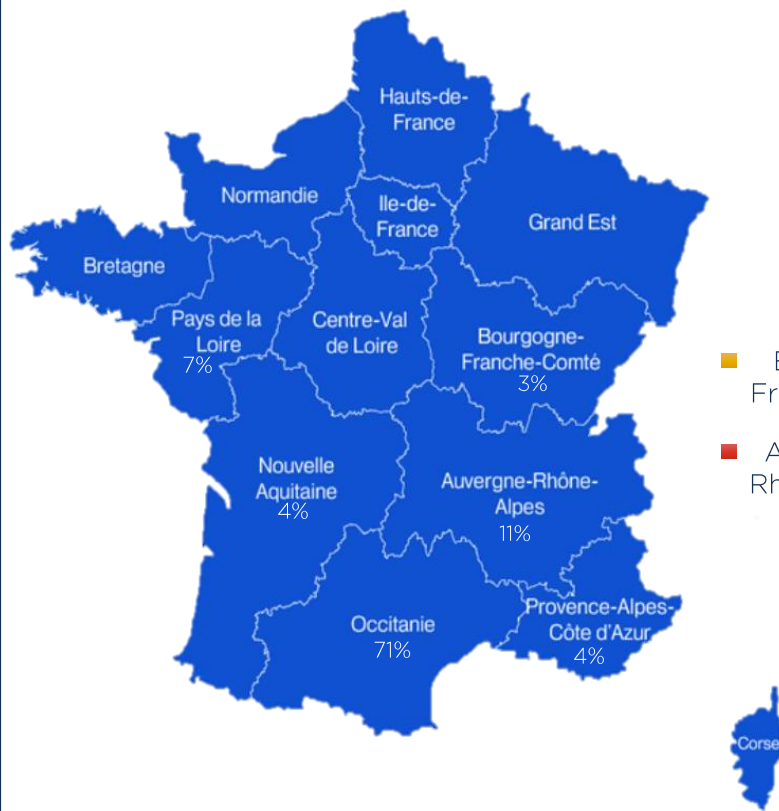 Hauts-de-
France
Normandie
Ile-de-
France
Grand Est
Bretagne
Pays de la
Loire
7%
Centre-Val
de Loire
Bourgogne-
Franche-Comté
3%
Nouvelle
Aquitaine
4%
Auvergne-Rhône-
Alpes
11%
Occitanie
71%
Provence-Alpes-
Côte d'Azur
4%
Corse
Fr
A
Rh